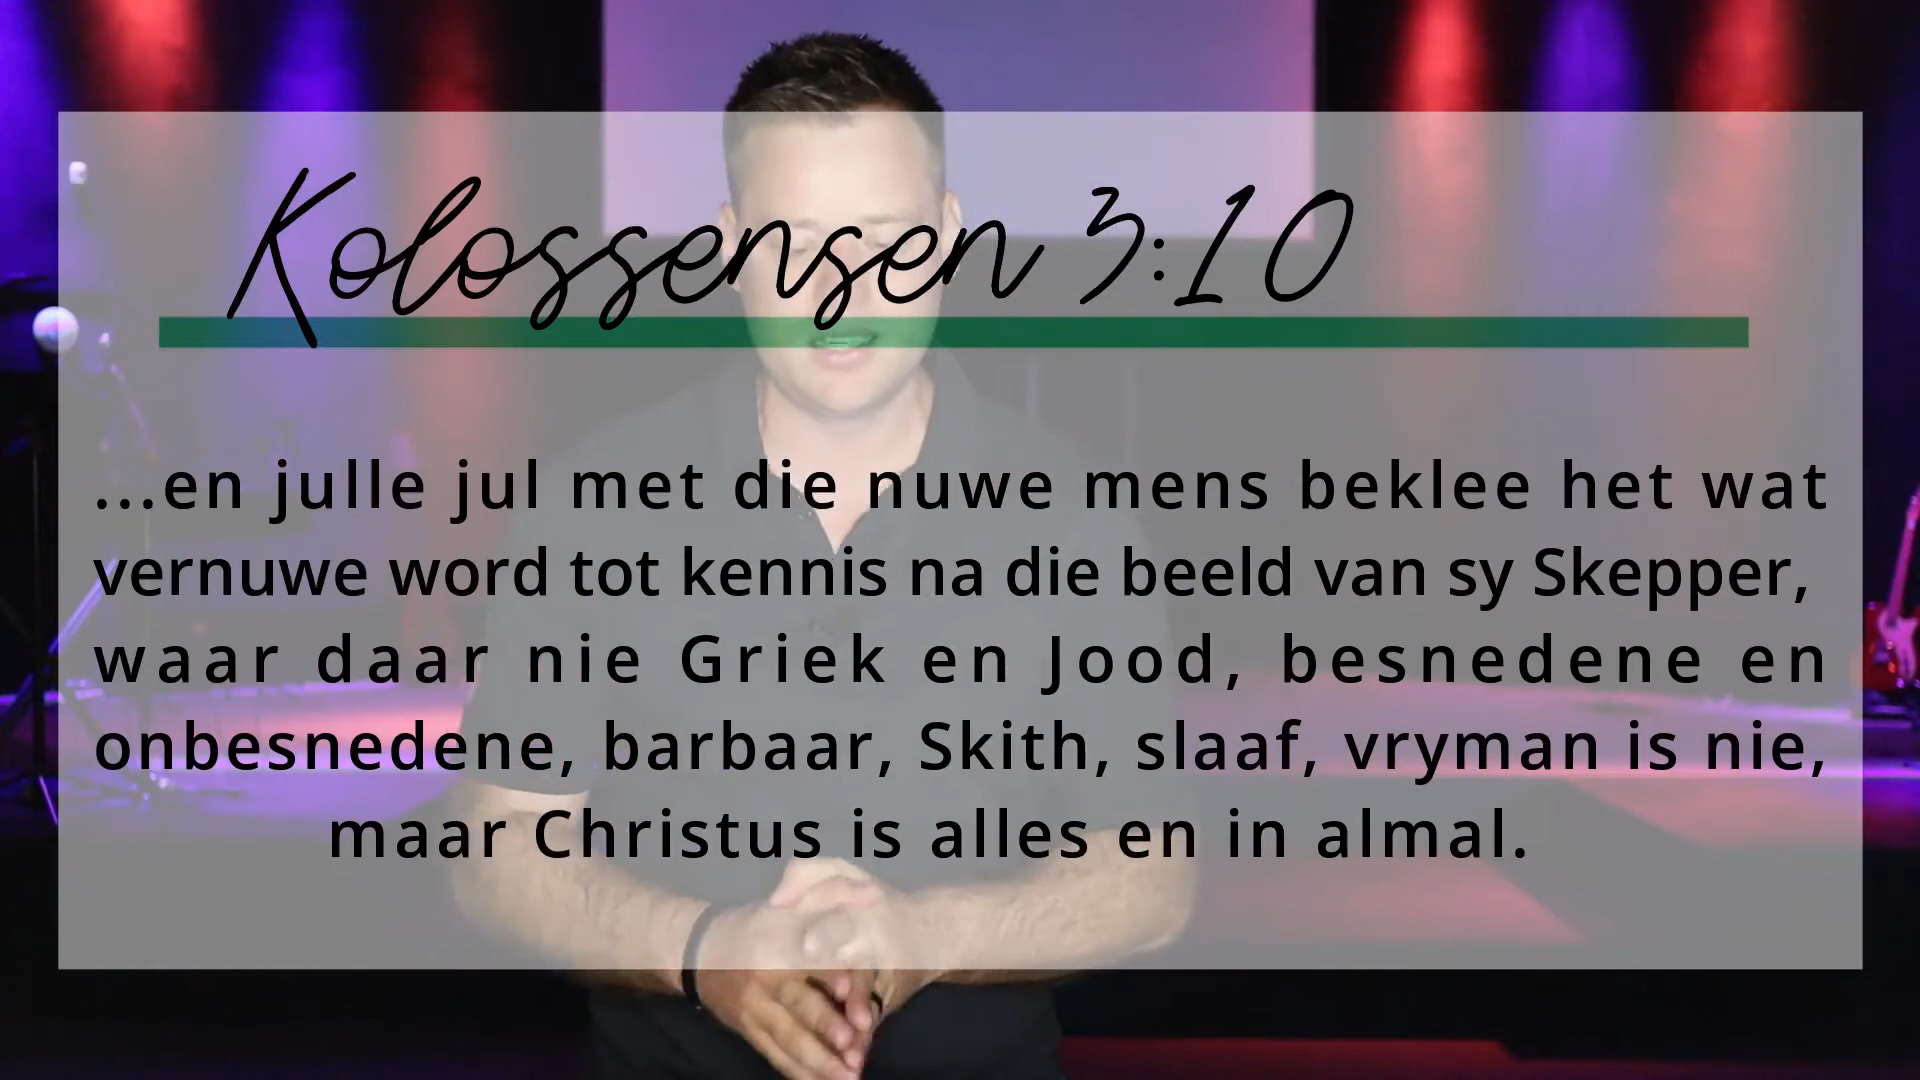 Kolossensen 3:10
...en julle jul met die nuwe mens beklee het wat
vernuwe word tot kennis na die beeld van sy Skepper,
waar daar nie Griek en Jood, besnedene en
onbesnedene, barbaar, Skith, slaaf, vryman is nie,
maar Christus is alles en in almal.